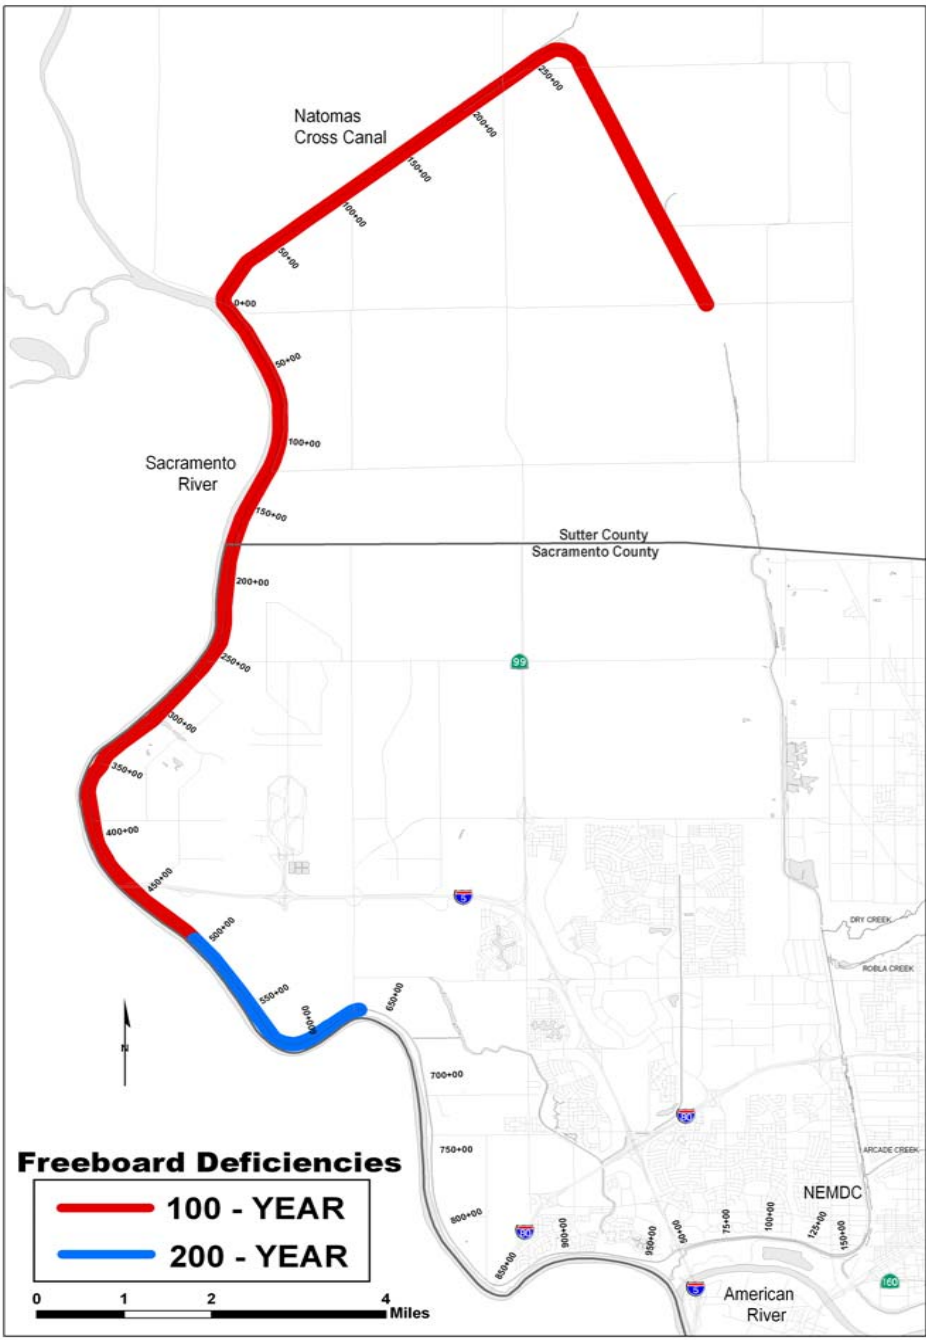 Natomas
Cross Canal
250+00
200+00
150+00
100+00
50+00
0+00
50+00
100+00
Sacramento
River
150+00
Sutter County
Sacramento County
200+00
250+00
99
300+00
350+00
400+00
450+00
5
500+00
DRY CREEK
ROBLA CREEK
550+00
600+00
650+00
N
700+00
80
750+00
ARCADE CREEK
Freeboard Deficiencies
100 - YEAR
200 - YEAR
NEMDC
800+00
80
850+00
900+00
950+00
50+00
75+00
100+00
125+00
150+00
5
American
River
160
0 1 2 4 Miles